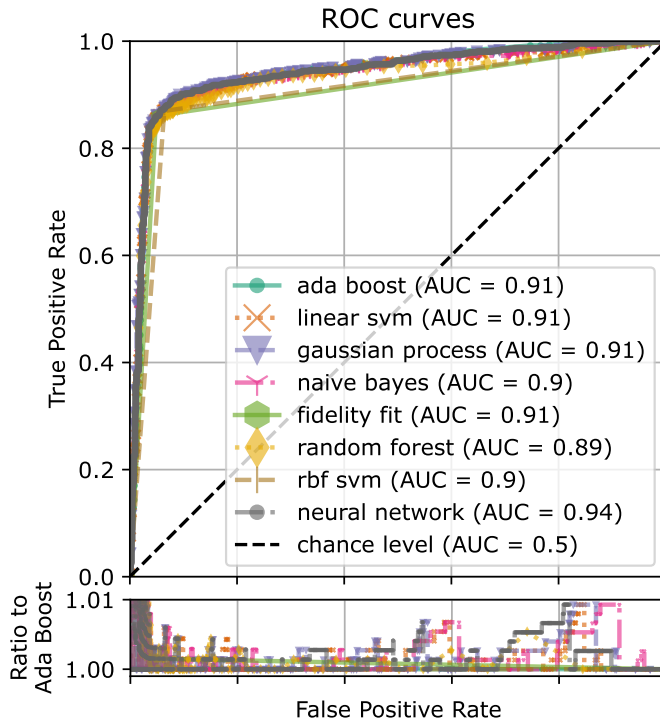 ROC curves
1.0
0.8
0.6
0.4
0.2
0.0
True Positive Rate
ada boost (AUC = 0.91)
linear svm (AUC = 0.91)
gaussian process (AUC = 0.91)
naive bayes (AUC = 0.9)
fidelity fit (AUC = 0.91)
random forest (AUC = 0.89)
rbf svm (AUC = 0.9)
neural network (AUC = 0.94)
chance level (AUC = 0.5)
Ratio to
Ada Boost
1.01
1.00
False Positive Rate